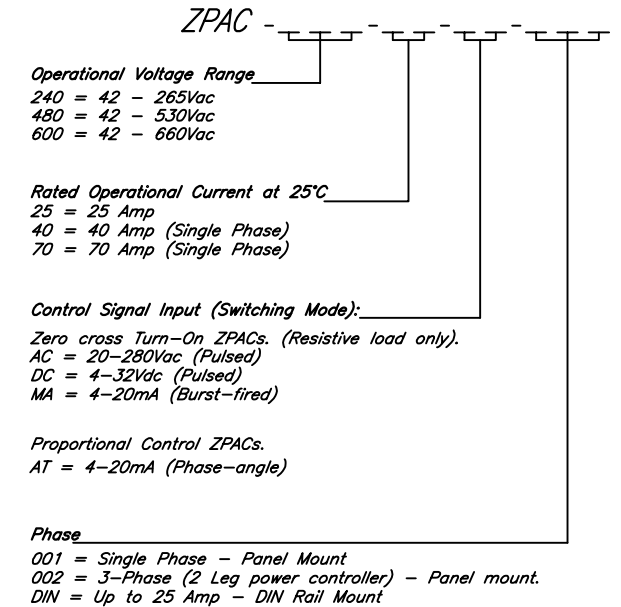 ZPAC - ___ - __ - __ - ___
Operational Voltage Range
240 = 42 - 265Vac
480 = 42 - 530Vac
600 = 42 - 660Vac
Rated Operational Current at 25°C
25 = 25 Amp
40 = 40 Amp (Single Phase)
70 = 70 Amp (Single Phase)
Control Signal Input (Switching Mode):
Zero cross Turn-On ZPACs. (Resistive load only).
AC = 20-280Vac (Pulsed)
DC = 4-32Vdc (Pulsed)
MA = 4-20mA (Burst-fired)
Proportional Control ZPACs.
AT = 4-20mA (Phase-angle)
Phase
001 = Single Phase - Panel Mount
002 = 3-Phase (2 Leg power controller) - Panel mount.
DIN = Up to 25 Amp - DIN Rail Mount